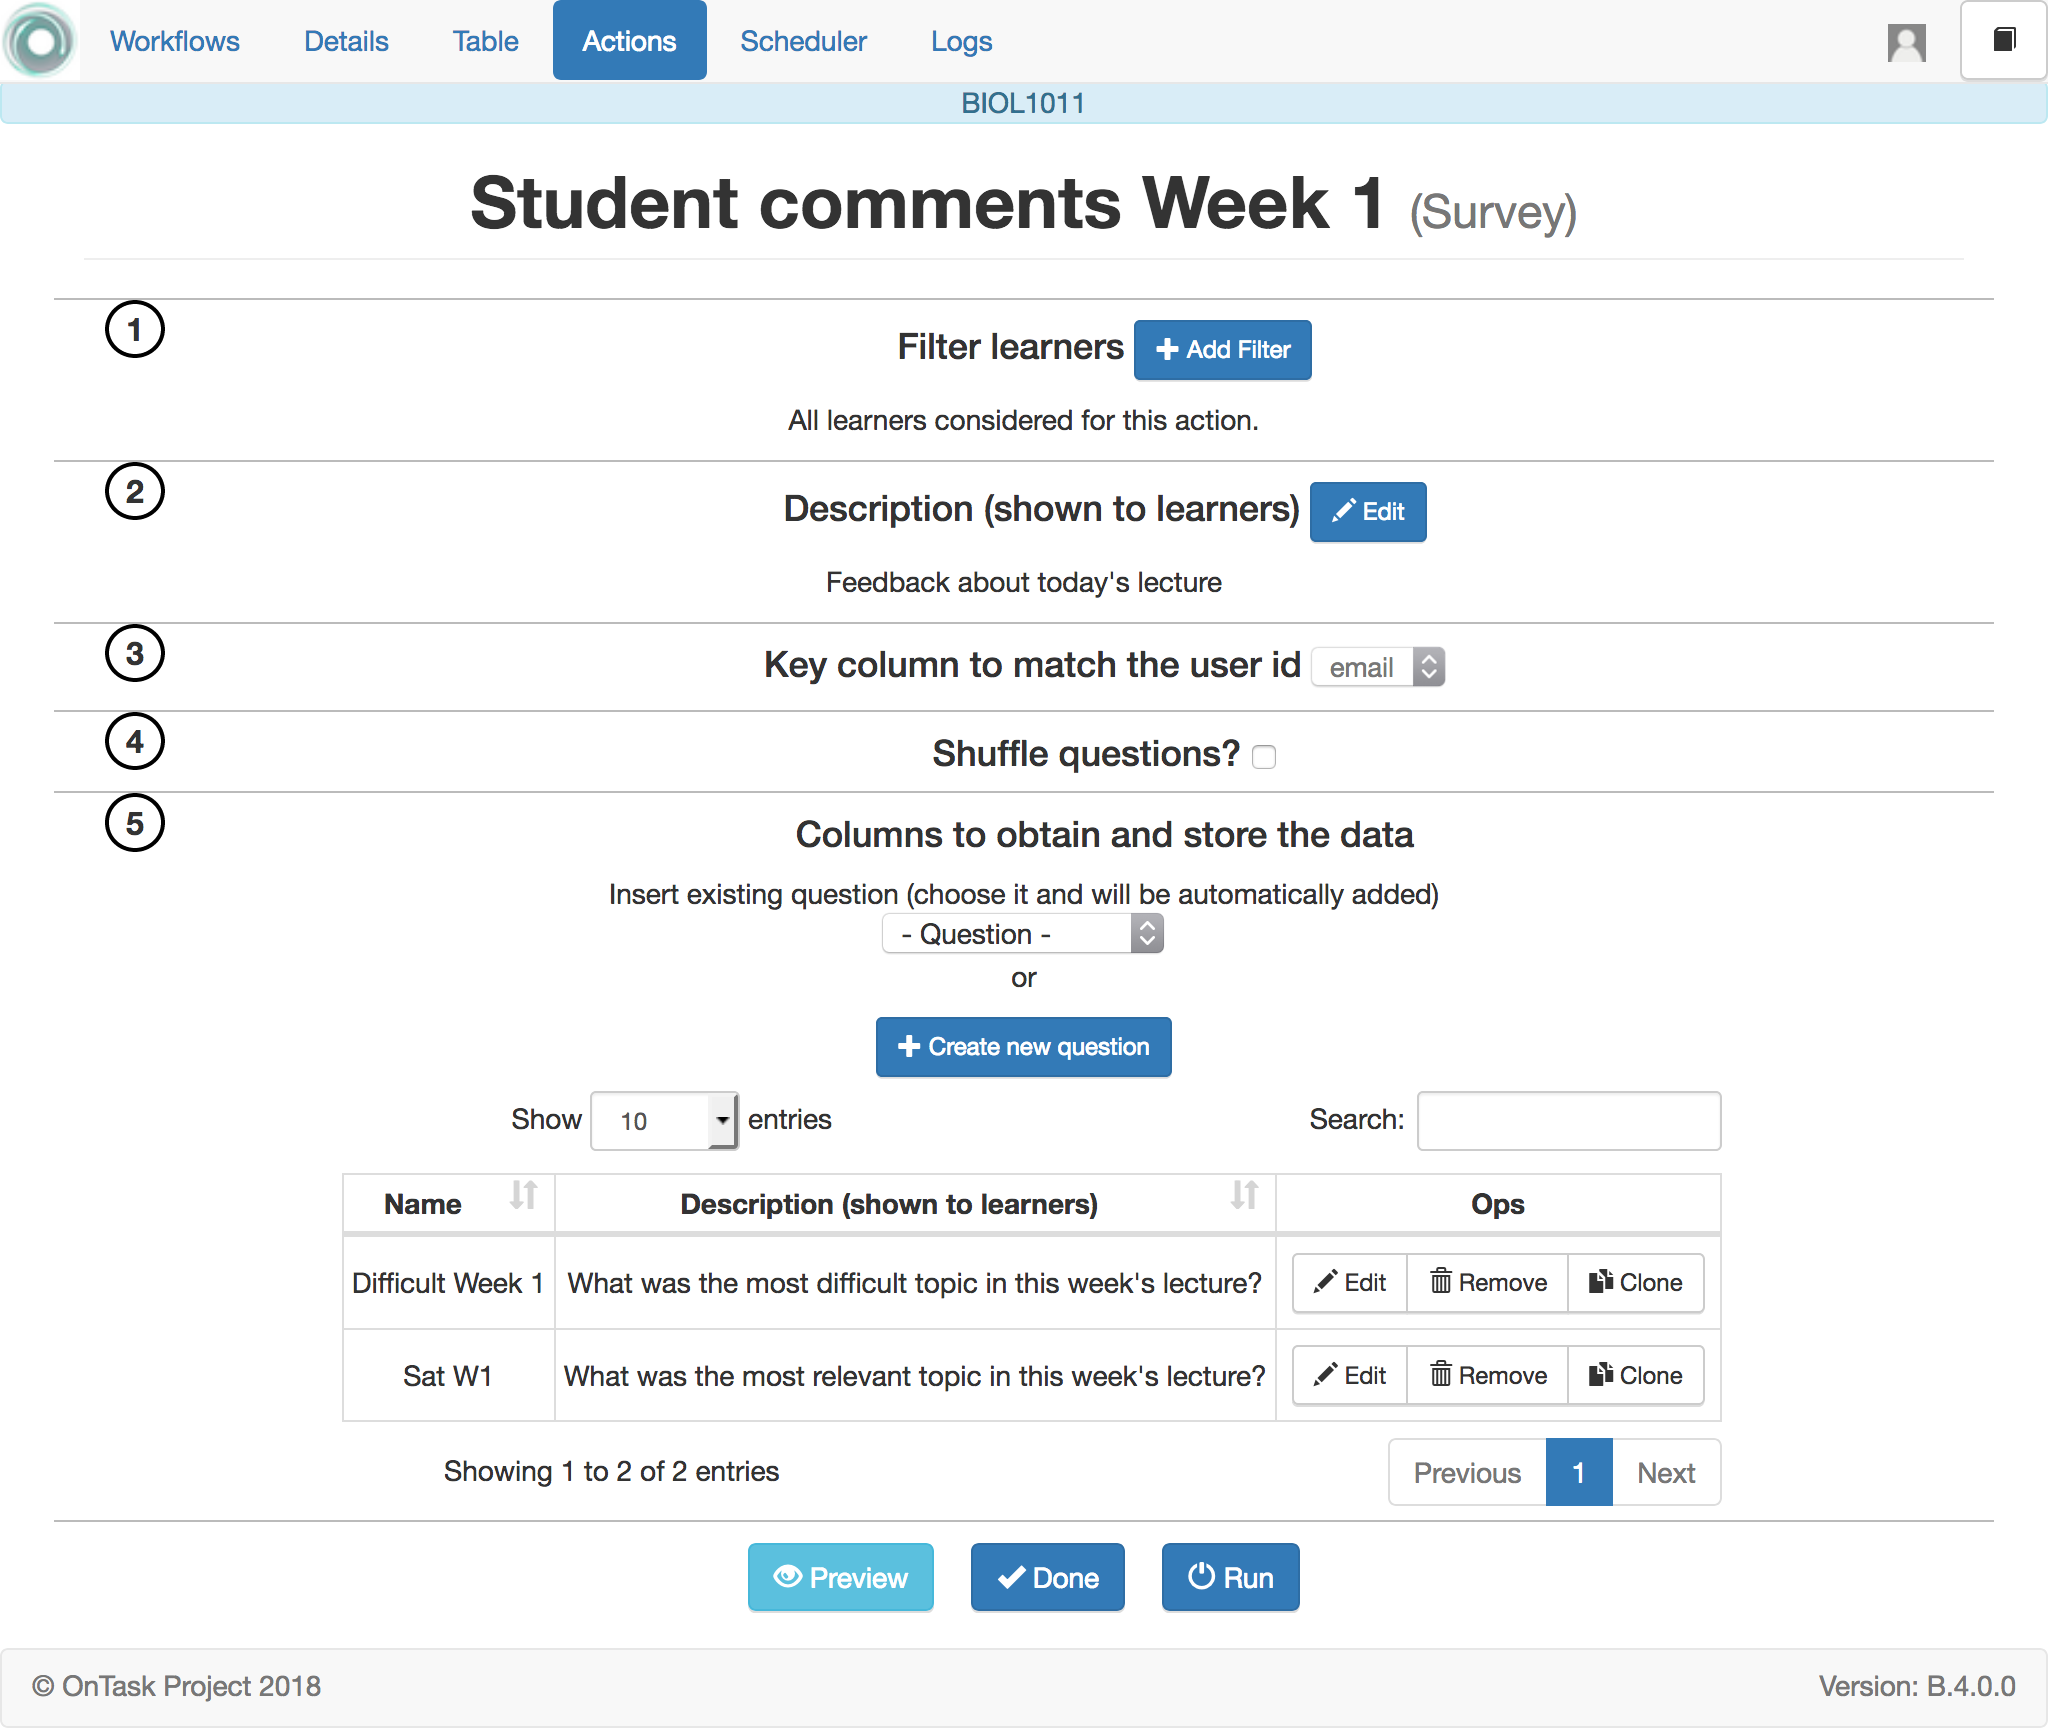 Workflows Details Table Actions Scheduler Logs
BIOL1011
Student comments Week 1 (Survey)
1
Filter learners Add Filter
All learners considered for this action.
2
Description (shown to learners) Edit
Feedback about today's lecture
3
Key column to match the user id email
4
Shuffle questions?
5
Columns to obtain and store the data
Insert existing question (choose it and will be automatically added)
- Question -
or
Create new question
Show 10 entries Search:
Name Description (shown to learners) Ops
Difficult Week 1 What was the most difficult topic in this week's lecture? Edit Remove Clone
Sat W1 What was the most relevant topic in this week's lecture? Edit Remove Clone
Showing 1 to 2 of 2 entries Previous 1 Next
Preview Done Run
© OnTask Project 2018 Version: B.4.0.0